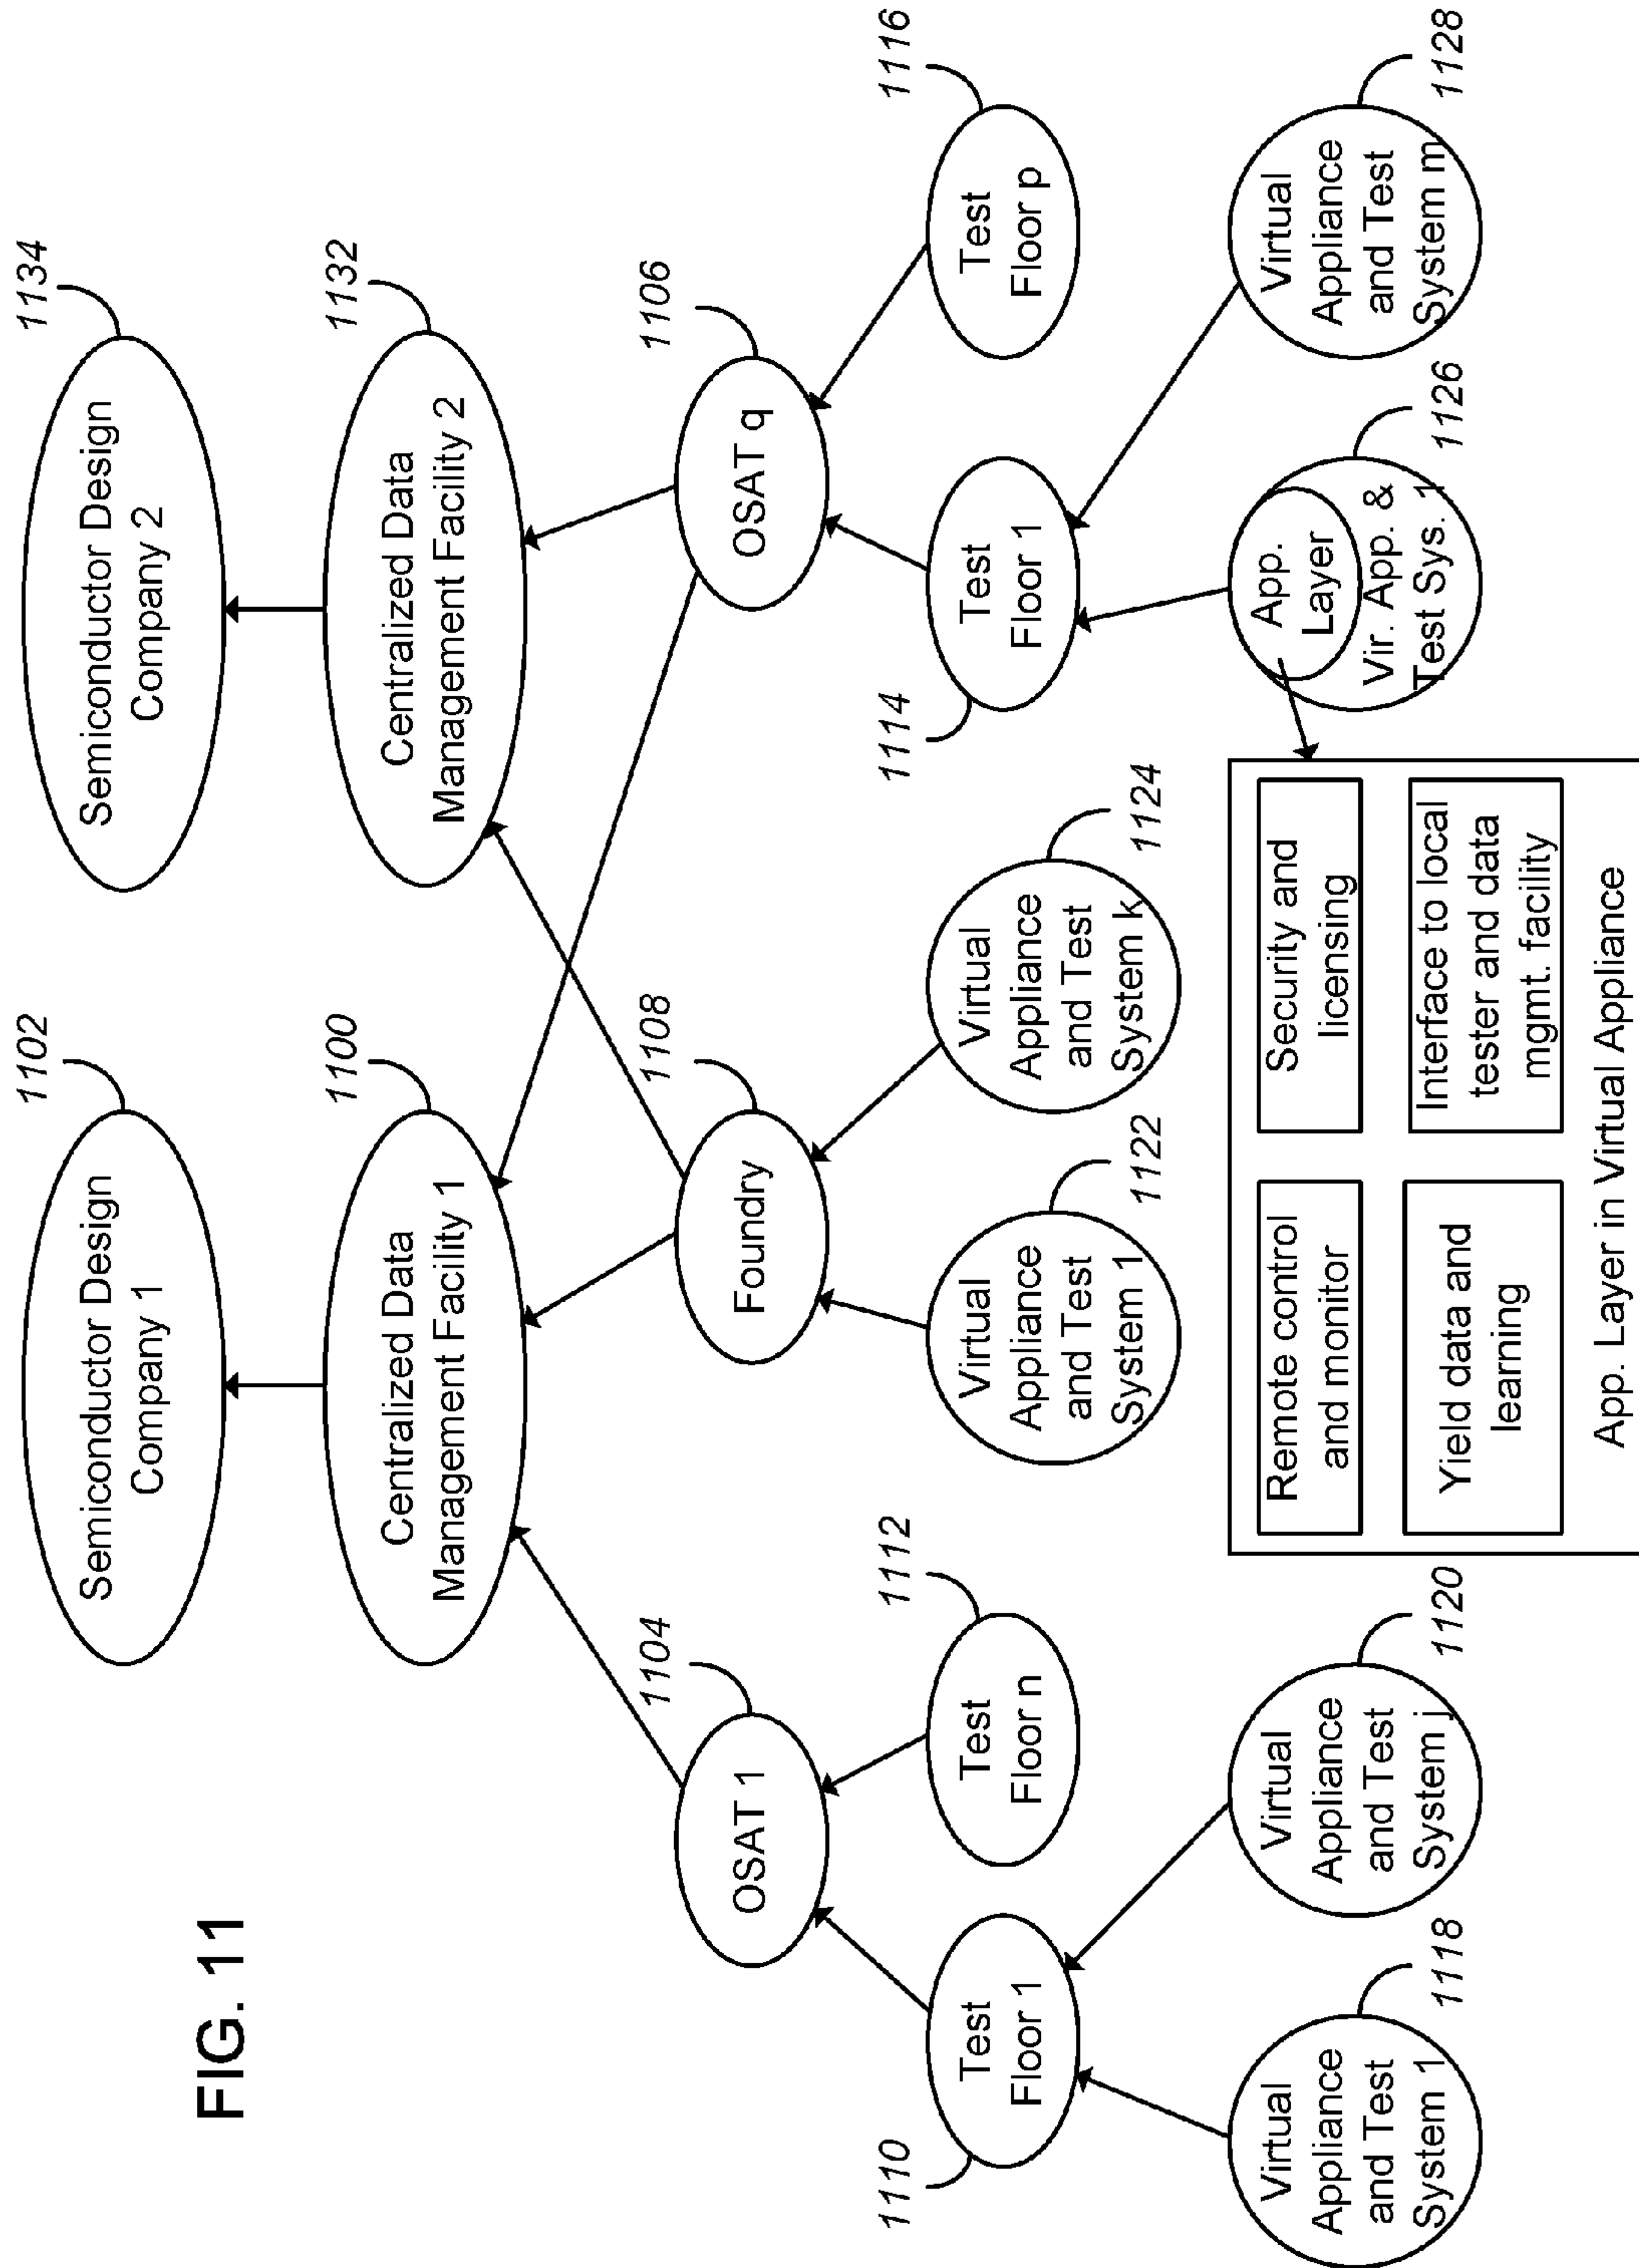 FIG. 11
1102
Semiconductor Design
Company 1
1134
Semiconductor Design
Company 2
1100
Centralized Data
Management Facility 1
1132
Centralized Data
Management Facility 2
1104
OSAT 1
1108
Foundry
1106
OSAT q
1110
Test
Floor 1
1112
Test
Floor n
Virtual
Appliance
and Test
System 1
1122
Virtual
Appliance
and Test
System k
1124
1114
Test
Floor 1
1116
Test
Floor p
Virtual
Appliance
and Test
System 1
1118
Virtual
Appliance
and Test
System j
1120
Remote control
and monitor
Security and
licensing
Yield data and
learning
Interface to local
tester and data
mgmt. facility
App. Layer in Virtual Appliance
App.
Layer
Vir. App. &
Test Sys. 1
1126
Virtual
Appliance
and Test
System m
1128